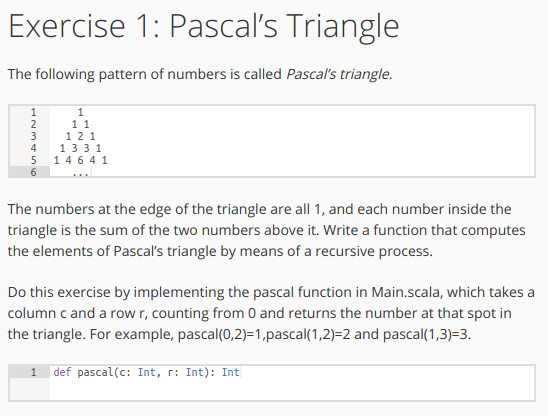 Exercise 1: Pascal’s Triangle
The following pattern of numbers is called Pascal’s triangle.
1 1
2 1 1
3 1 2 1
4 1 3 3 1
5 1 4 6 4 1
6 ...
The numbers at the edge of the triangle are all 1, and each number inside the
triangle is the sum of the two numbers above it. Write a function that computes
the elements of Pascal’s triangle by means of a recursive process.
Do this exercise by implementing the pascal function in Main.scala, which takes a
column c and a row r, counting from 0 and returns the number at that spot in
the triangle. For example, pascal(0,2)=1,pascal(1,2)=2 and pascal(1,3)=3.
1 def pascal(c: Int, r: Int): Int